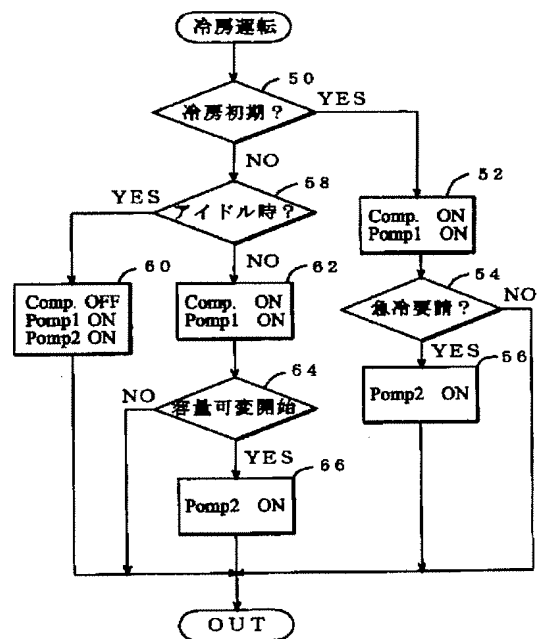 冷房運転
50
冷房初期？
YES
NO
58
YES
アイドル時？
52
Comp. ON
Pomp1 ON
NO
60
62
54
Comp. OFF
Pomp1 ON
Pomp2 ON
Comp. ON
Pomp1 ON
急冷要請？
NO
YES
56
Pomp2 ON
64
NO
容量可変開始
YES
66
Pomp2 ON
OUT